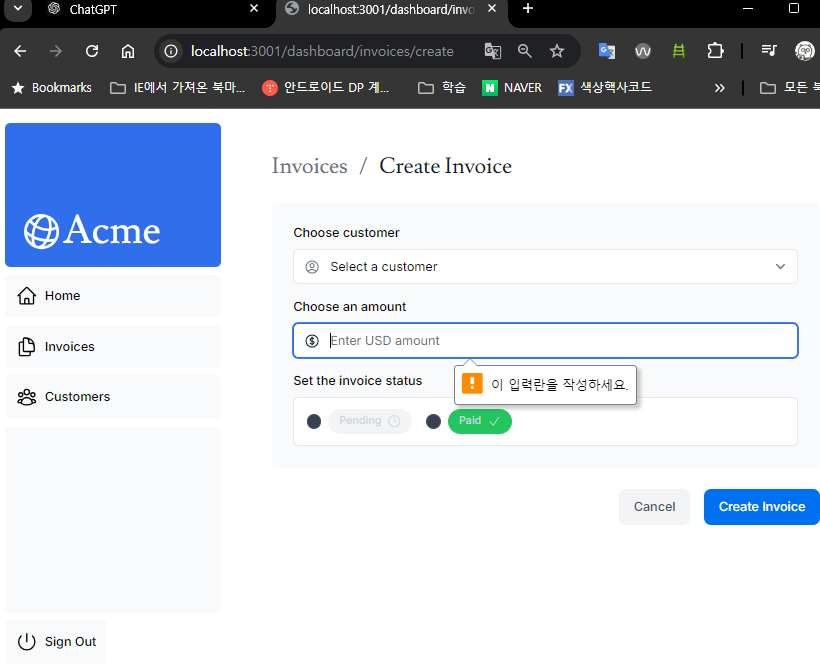 ChatGPT
localhost:3001/dashboard/invo
localhost:3001/dashboard/invoices/create
Bookmarks
IE에서 가져온 북마...
안드로이드 DP 계...
학습
N NAVER
FX 색상헥사코드
모든 북
Acme
Home
Invoices
Customers
Sign Out
Invoices / Create Invoice
Choose customer
Select a customer
Choose an amount
Enter USD amount
이 입력란을 작성하세요.
Set the invoice status
Pending
Paid
Cancel
Create Invoice